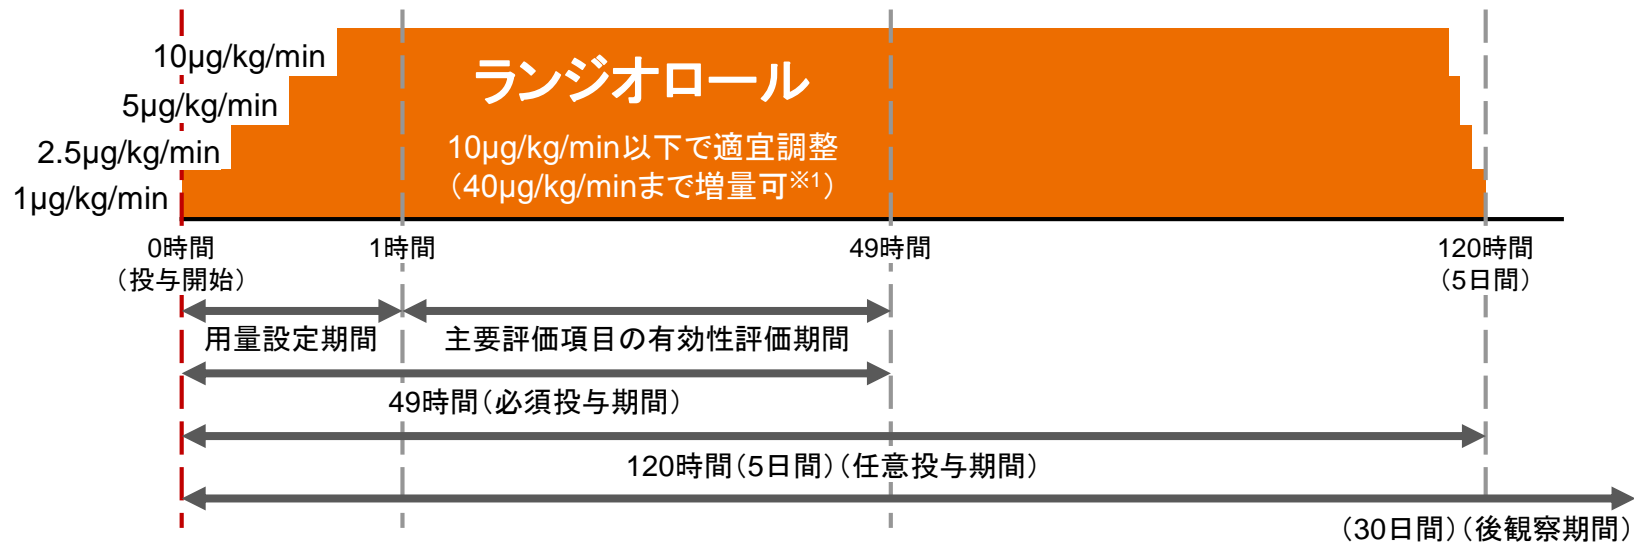 10μg/kg/min
5μg/kg/min
2.5μg/kg/min
1μg/kg/min
ランジオロール
10μg/kg/min以下で適宜調整
（40μg/kg/minまで増量可※1）
0時間
（投与開始）
1時間
49時間
120時間
（5日間）
用量設定期間
主要評価項目の有効性評価期間
49時間（必須投与期間）
120時間（5日間）（任意投与期間）
（30日間）（後観察期間）